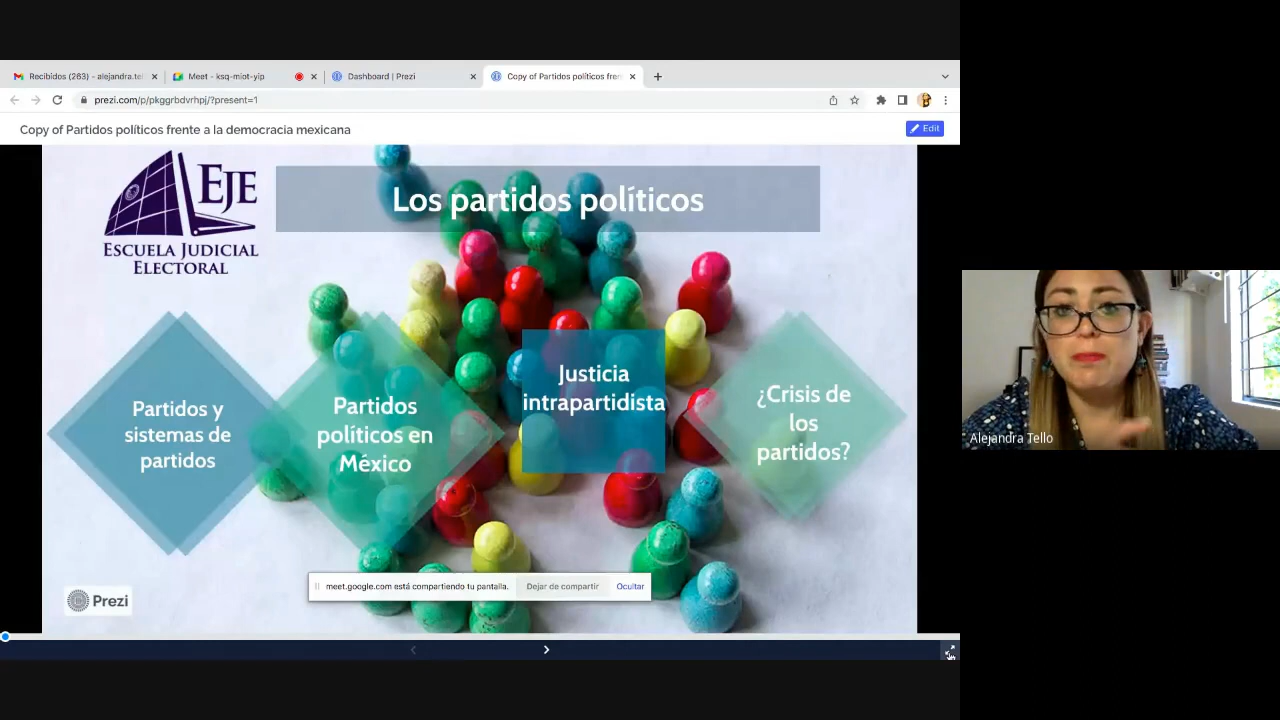 Recibidos (263) - alejandra.tel
Meet - ksq-miot-yip
Dashboard | Prezi
Copy of Partidos políticos fren
prezi.com/p/pkggrbdvrhpj/?present=1
Copy of Partidos políticos frente a la democracia mexicana
Edit
EJE
ESCUELA JUDICIAL
ELECTORAL
Los partidos políticos
Partidos y
sistemas de
partidos
Partidos
políticos en
México
Justicia
intrapartidista
¿Crisis de
los
partidos?
meet.google.com está compartiendo tu pantalla.
Dejar de compartir
Ocultar
Prezi
Alejandra Tello